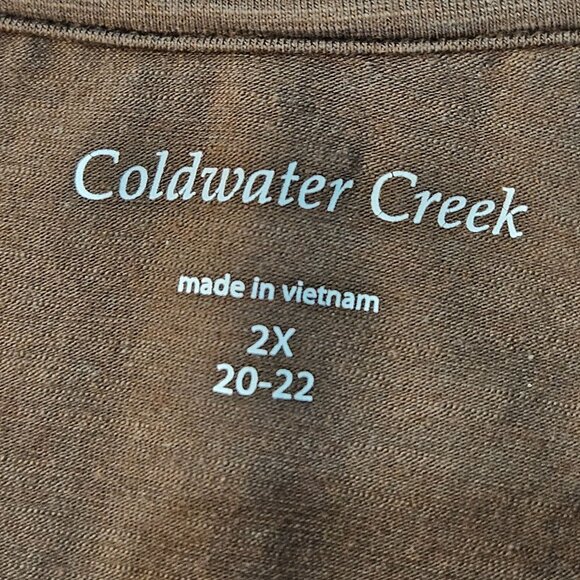 Coldwater Creek
made in vietnam
2X
20-22